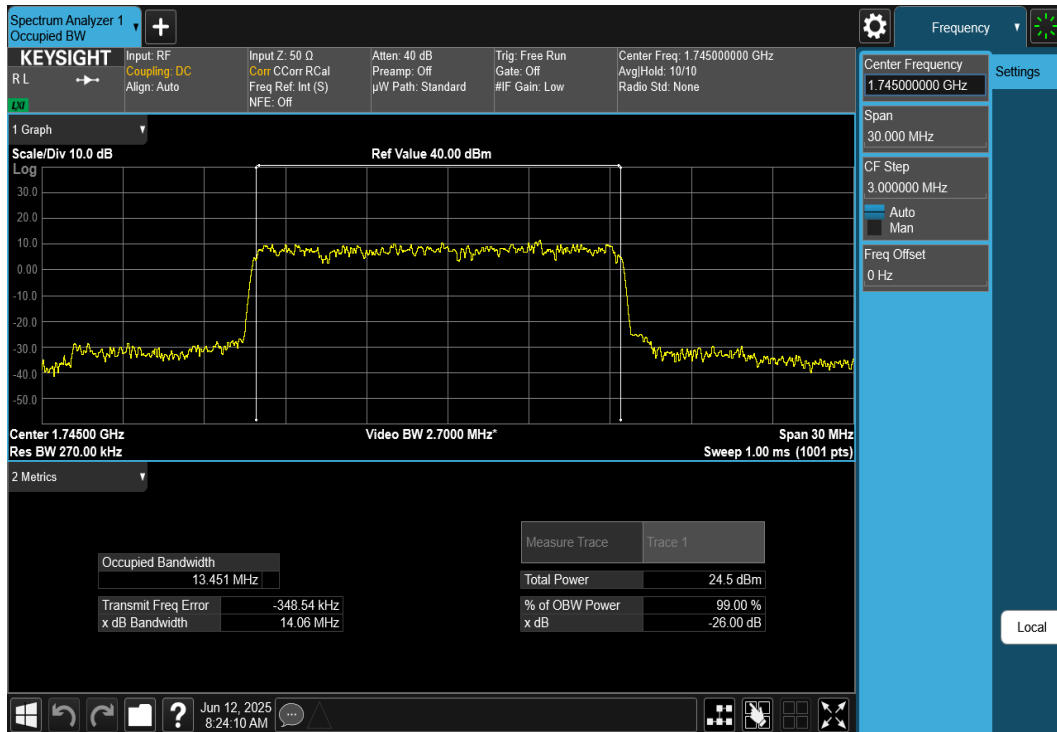 Spectrum Analyzer 1
Occupied BW
Frequency
KEYSIGHT
R L
LXI
Input: RF
Coupling: DC
Align: Auto
Input Z: 50 Ω
Corr CCorr RCal
Freq Ref: Int (S)
NFE: Off
Atten: 40 dB
Preamp: Off
µW Path: Standard
Trig: Free Run
Gate: Off
#IF Gain: Low
Center Freq: 1.745000000 GHz
Avg|Hold: 10/10
Radio Std: None
Center Frequency
1.745000000 GHz
Settings
Span
30.000 MHz
CF Step
3.000000 MHz
Auto
Man
Freq Offset
0 Hz
Local
1 Graph
Scale/Div 10.0 dB
Ref Value 40.00 dBm
Log
30.0
20.0
10.0
0.00
-10.0
-20.0
-30.0
-40.0
-50.0
Center 1.74500 GHz
Video BW 2.7000 MHz*
Span 30 MHz
Res BW 270.00 kHz
Sweep 1.00 ms (1001 pts)
2 Metrics
Measure Trace
Trace 1
Occupied Bandwidth
13.451 MHz
Total Power
24.5 dBm
Transmit Freq Error
-348.54 kHz
% of OBW Power
99.00 %
x dB Bandwidth
14.06 MHz
x dB
-26.00 dB
?
Jun 12, 2025
8:24:10 AM